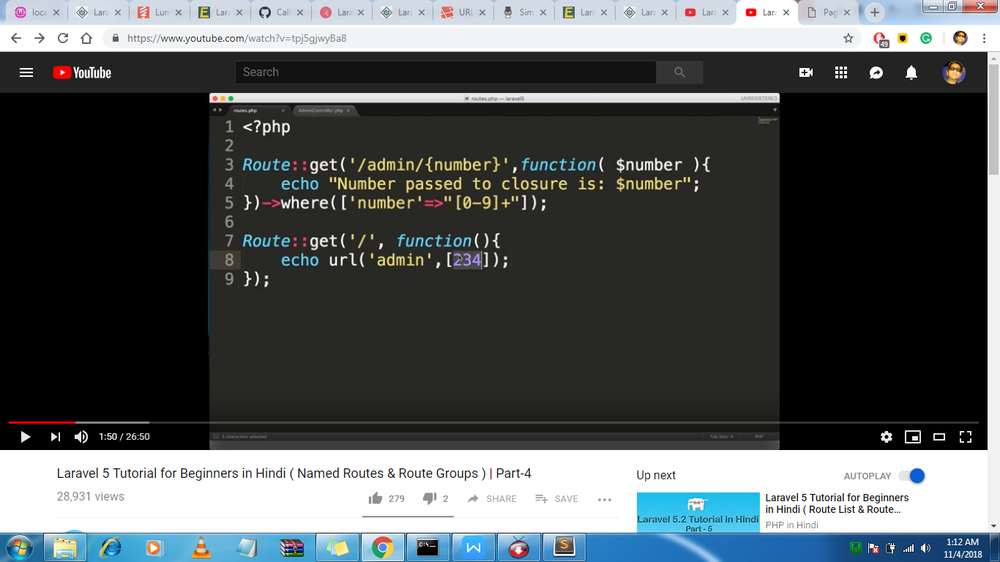 loca
Lara
Lun
Lara
Call
Lara
Lara
URL
Sim
Lara
Lara
Lara
Lara
Pag
https://www.youtube.com/watch?v=tpj5gjwyBa8
49
YouTube
Search
routes.php — laravel5
UNREGISTERED
routes.php
AdminController.php
1 <?php
2
3 Route::get('/admin/{number}',function( $number ){
4 echo "Number passed to closure is: $number";
5 })->where(['number'=>"[0-9]+"]);
6
7 Route::get('/', function(){
8 echo url('admin',[234]);
9 });
3 characters selected
Tab Size: 4
PHP
1:50 / 26:50
Laravel 5 Tutorial for Beginners in Hindi ( Named Routes & Route Groups ) | Part-4
28,931 views
279
2
SHARE
SAVE
Up next
AUTOPLAY
Laravel 5.2 Tutorial in Hindi
Part - 5
Laravel 5 Tutorial for Beginners
in Hindi ( Route List & Route...
PHP in Hindi
1:12 AM
11/4/2018